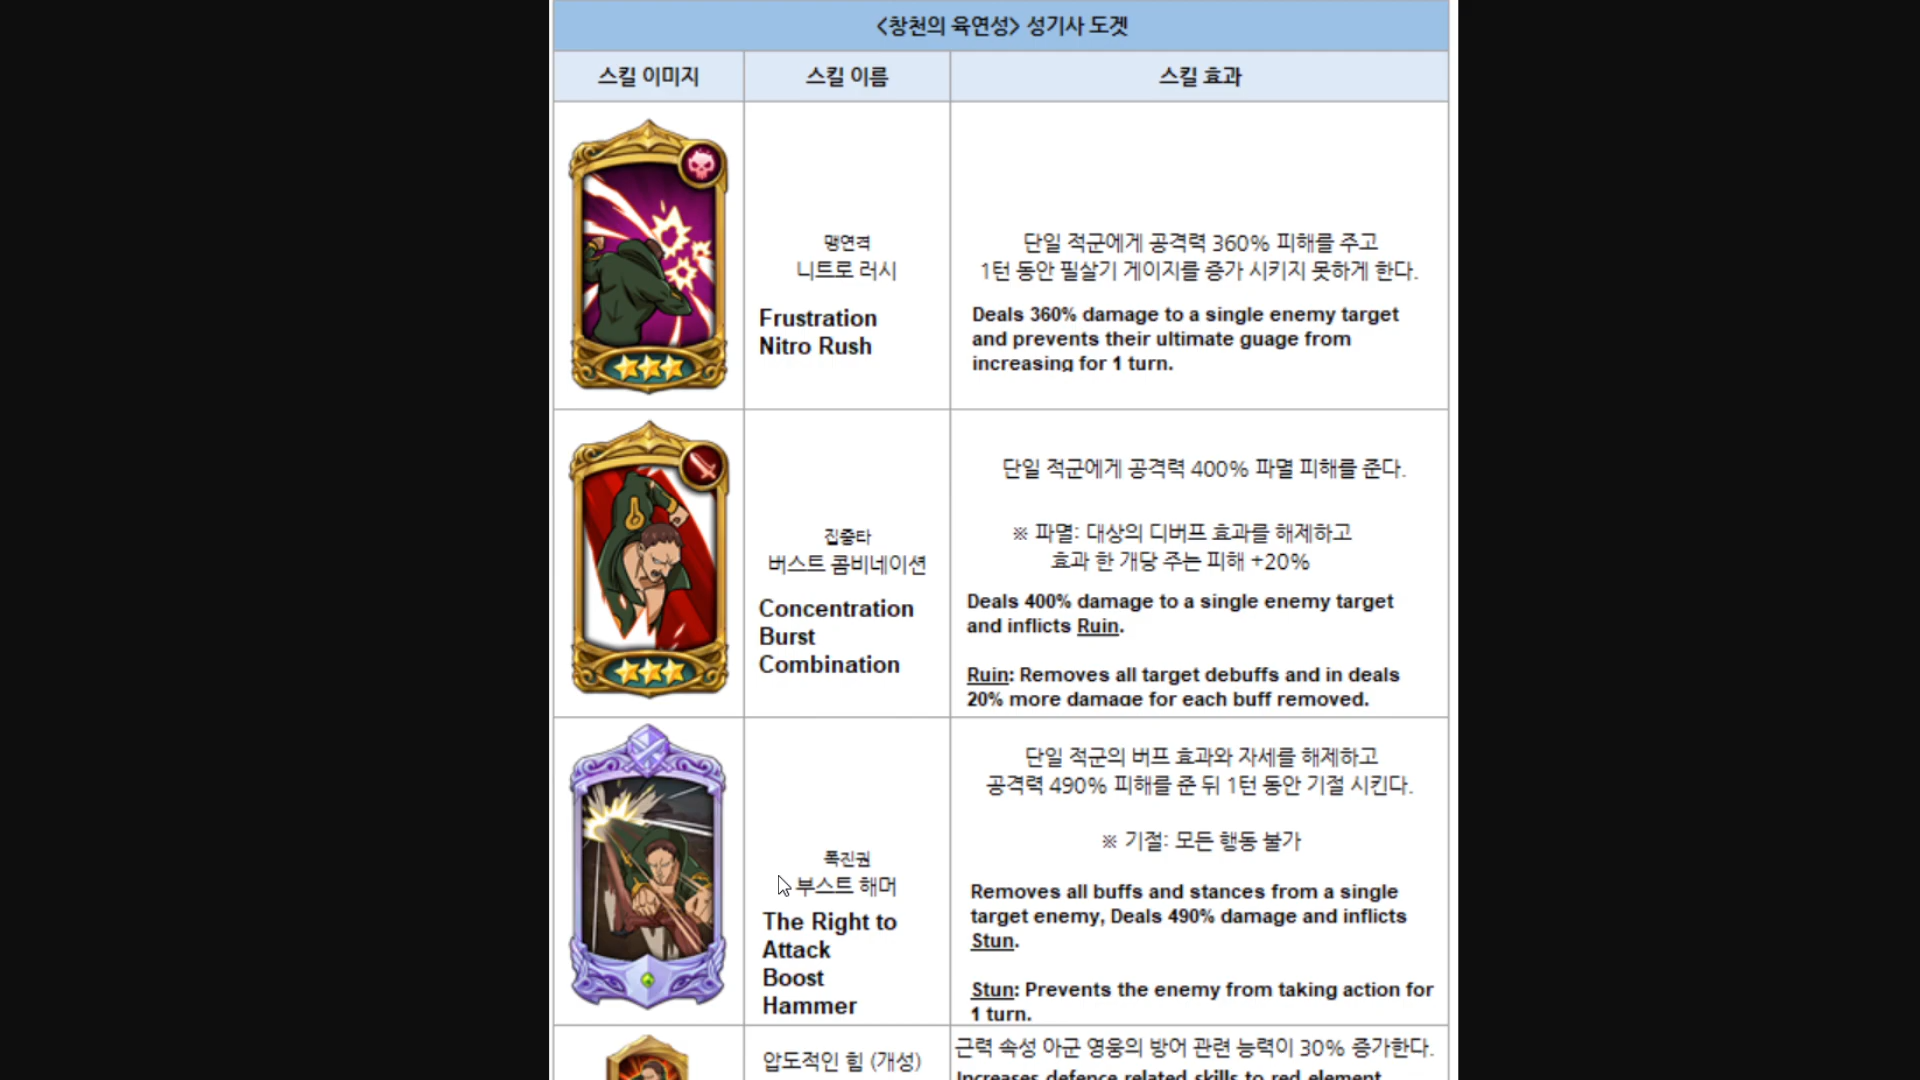 <창천의 육연성> 성기사 도겟
스킬 이미지
스킬 이름
스킬 효과
맹연격
니트로 러시
Frustration
Nitro Rush
단일 적군에게 공격력 360% 피해를 주고
1턴 동안 필살기 게이지를 증가 시키지 못하게 한다.
Deals 360% damage to a single enemy target
and prevents their ultimate guage from
increasing for 1 turn.
집중타
버스트 콤비네이션
Concentration
Burst
Combination
단일 적군에게 공격력 400% 파멸 피해를 준다.
※ 파멸: 대상의 디버프 효과를 해제하고
효과 한 개당 주는 피해 +20%
Deals 400% damage to a single enemy target
and inflicts Ruin.
Ruin: Removes all target debuffs and in deals
20% more damage for each buff removed.
폭진권
부스트 해머
The Right to
Attack
Boost
Hammer
단일 적군의 버프 효과와 자세를 해제하고
공격력 490% 피해를 준 뒤 1턴 동안 기절 시킨다.
※ 기절: 모든 행동 불가
Removes all buffs and stances from a single
target enemy, Deals 490% damage and inflicts
Stun.
Stun: Prevents the enemy from taking action for
1 turn.
압도적인 힘 (개성)
근력 속성 아군 영웅의 방어 관련 능력이 30% 증가한다.
Increases defence related skills to red element